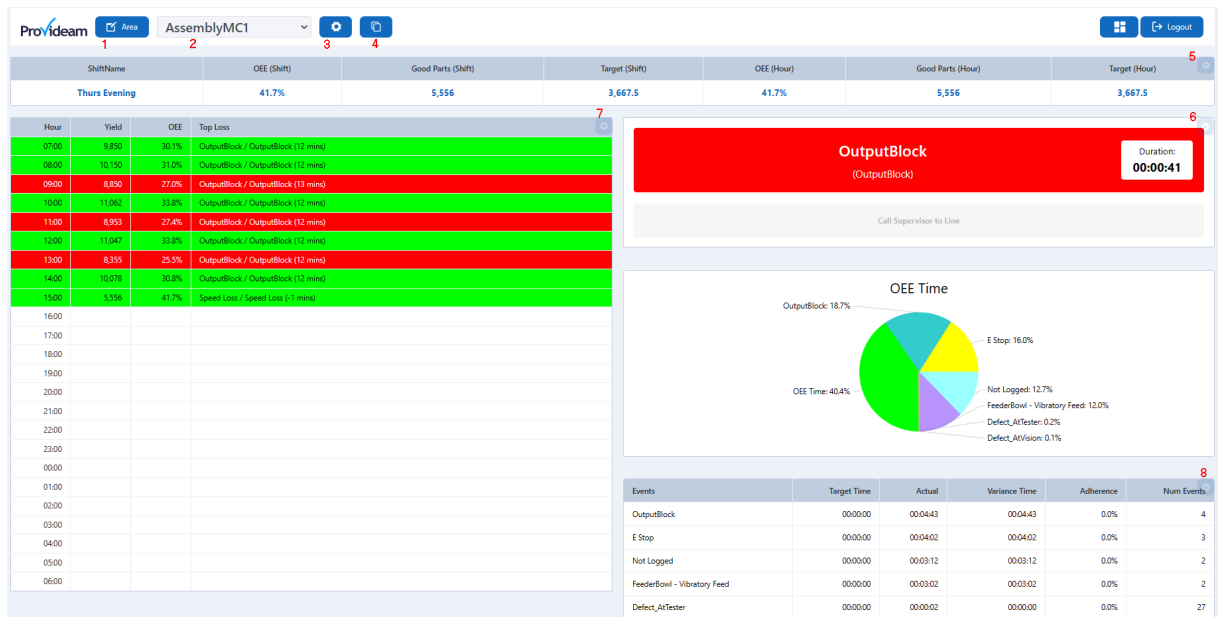 Provideam Area AssemblyMC1 Logout
1 2 3 4
5
ShiftName OEE (Shift) Good Parts (Shift) Target (Shift) OEE (Hour) Good Parts (Hour) Target (Hour)
Thurs Evening 41.7% 5,556 3,667.5 41.7% 5,556 3,667.5
7
Hour Yield OEE Top Loss
07:00 9,850 30.1% OutputBlock / OutputBlock (12 mins)
08:00 10,150 31.0% OutputBlock / OutputBlock (12 mins)
09:00 8,850 27.0% OutputBlock / OutputBlock (13 mins)
10:00 11,062 33.8% OutputBlock / OutputBlock (12 mins)
11:00 8,953 27.4% OutputBlock / OutputBlock (12 mins)
12:00 11,047 33.8% OutputBlock / OutputBlock (12 mins)
13:00 8,355 25.5% OutputBlock / OutputBlock (12 mins)
14:00 10,078 30.8% OutputBlock / OutputBlock (12 mins)
15:00 5,556 41.7% Speed Loss / Speed Loss (-1 mins)
16:00
17:00
18:00
19:00
20:00
21:00
22:00
23:00
00:00
01:00
02:00
03:00
04:00
05:00
06:00
6
OutputBlock
(OutputBlock)
Duration:
00:00:41
Call Supervisor to Line
OEE Time
OutputBlock: 18.7%
E Stop: 16.0%
OEE Time: 40.4%
Not Logged: 12.7%
FeederBowl - Vibratory Feed: 12.0%
Defect_AtTester: 0.2%
Defect_AtVision: 0.1%
8
Events Target Time Actual Variance Time Adherence Num Events
OutputBlock 00:00:00 00:04:43 00:04:43 0.0% 4
E Stop 00:00:00 00:04:02 00:04:02 0.0% 3
Not Logged 00:00:00 00:03:12 00:03:12 0.0% 2
FeederBowl - Vibratory Feed 00:00:00 00:03:02 00:03:02 0.0% 2
Defect_AtTester 00:00:00 00:00:02 00:00:00 0.0% 27